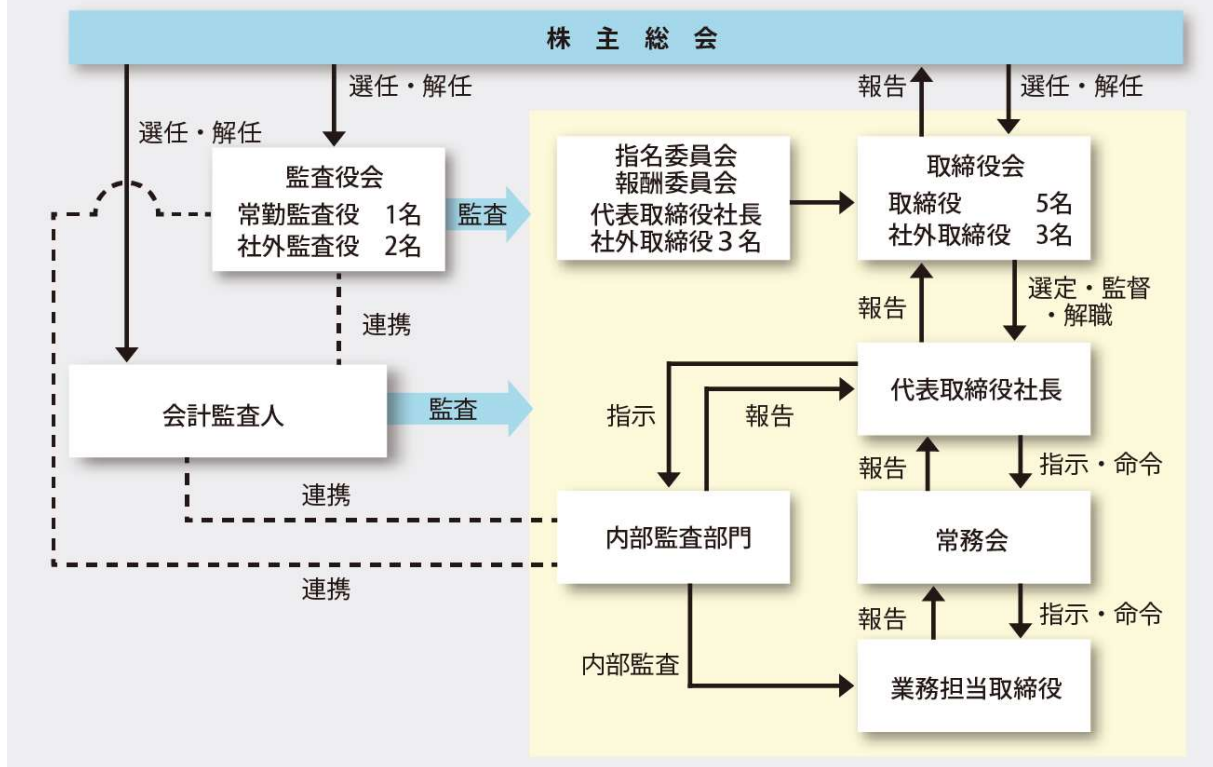 株 主 総 会
選任・解任
選任・解任
報告
選任・解任
監査役会
常勤監査役 1名
社外監査役 2名
監査
指名委員会
報酬委員会
代表取締役社長
社外取締役３名
取締役会
取締役 5名
社外取締役 3名
連携
報告
選定・監督
・解職
会計監査人
監査
指示
報告
代表取締役社長
報告
指示・命令
連携
内部監査部門
常務会
連携
報告
指示・命令
内部監査
業務担当取締役